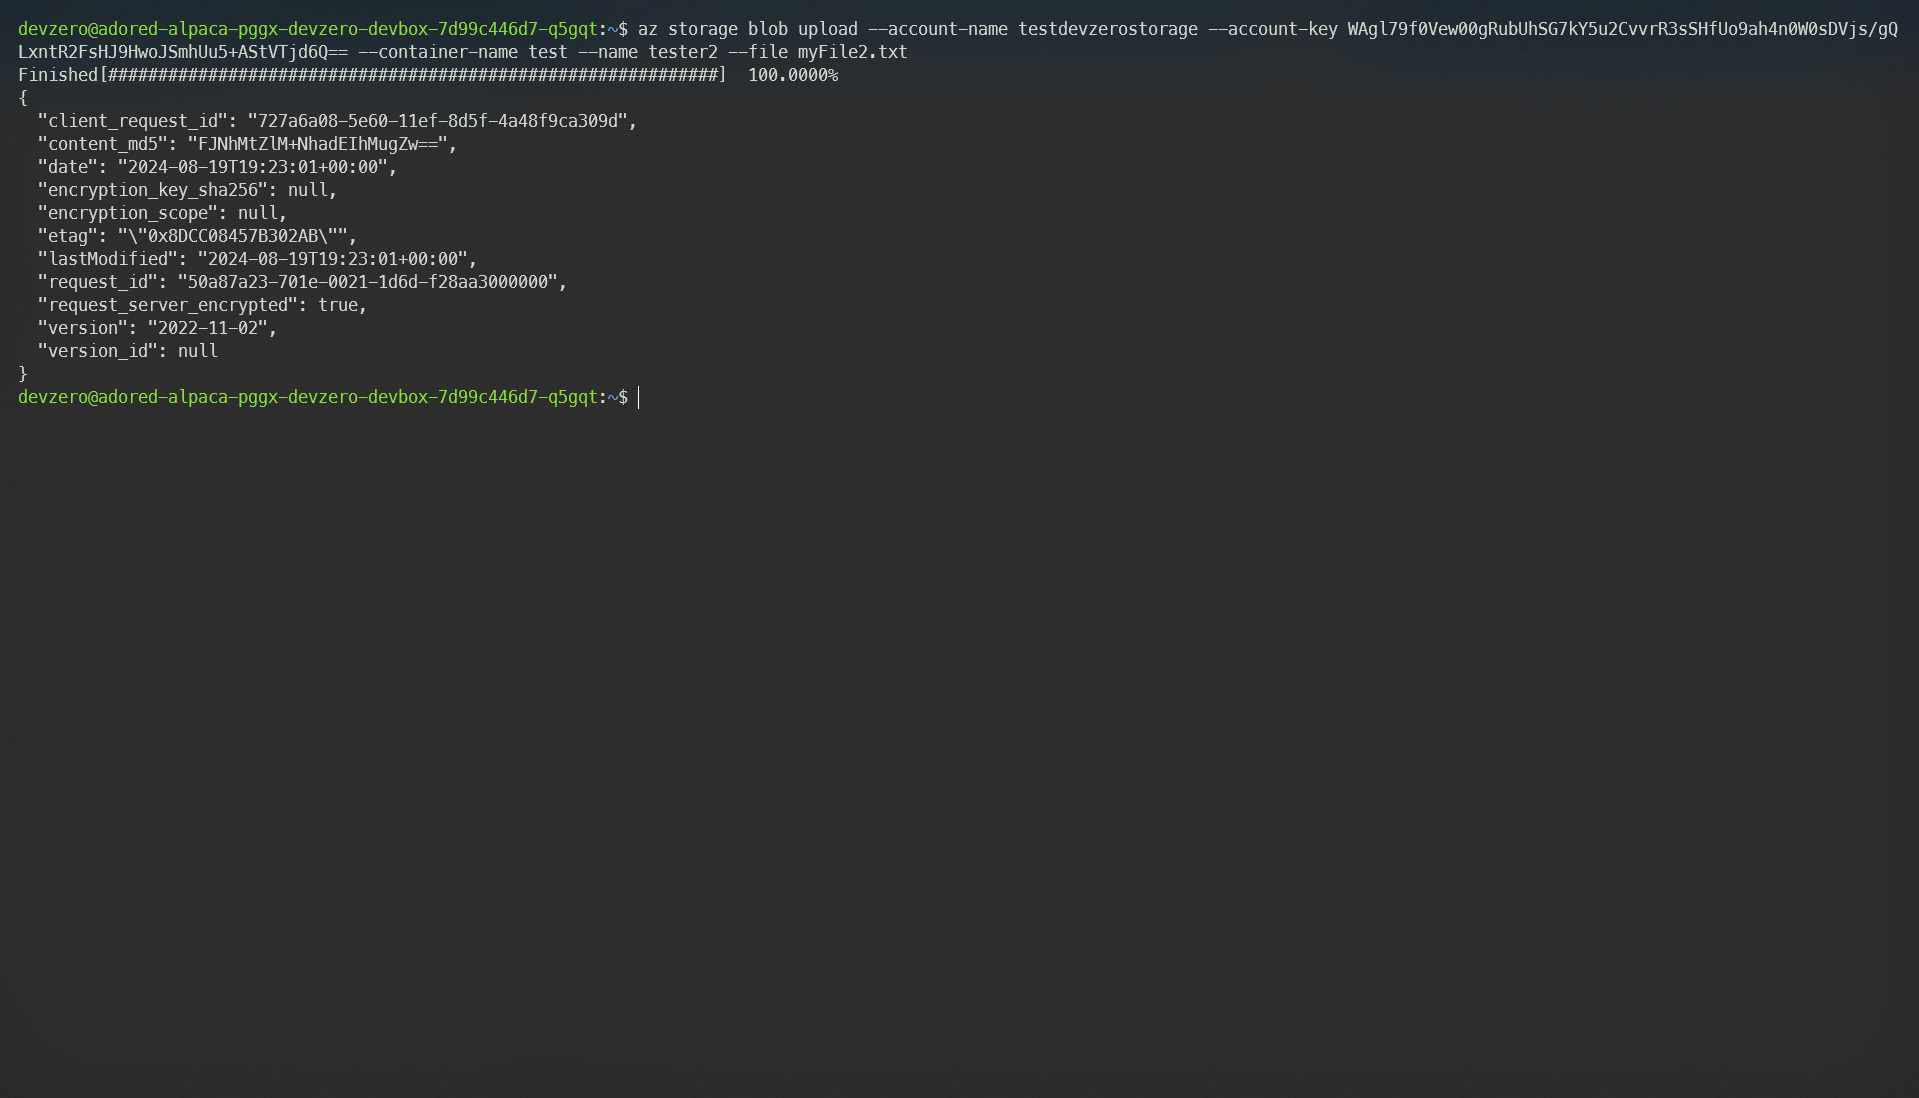 devzero@adored-alpaca-pggx-devzero-devbox-7d99c446d7-q5gqt:~$ az storage blob upload --account-name testdevzerostorage --account-key WAgl79f0Vew00gRubUhSG7kY5u2CvvrR3sSHfUo9ah4n0W0sDVjs/gQ
LxntR2FsHJ9HwoJSmhUu5+AStVTjd6Q== --container-name test --name tester2 --file myFile2.txt
Finished[#############################################################]  100.0000%
{
  "client_request_id": "727a6a08-5e60-11ef-8d5f-4a48f9ca309d",
  "content_md5": "FJNhMtZlM+NhadEIhMugZw==",
  "date": "2024-08-19T19:23:01+00:00",
  "encryption_key_sha256": null,
  "encryption_scope": null,
  "etag": "\"0x8DCC08457B302AB\"",
  "lastModified": "2024-08-19T19:23:01+00:00",
  "request_id": "50a87a23-701e-0021-1d6d-f28aa3000000",
  "request_server_encrypted": true,
  "version": "2022-11-02",
  "version_id": null
}
devzero@adored-alpaca-pggx-devzero-devbox-7d99c446d7-q5gqt:~$